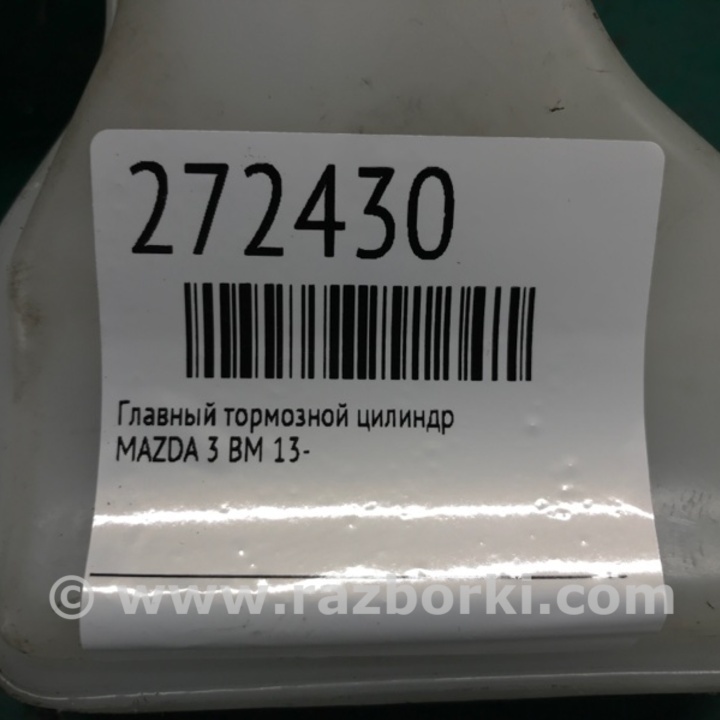 272430
Главный тормозной цилиндр
MAZDA 3 BM 13-
© www.razborki.com